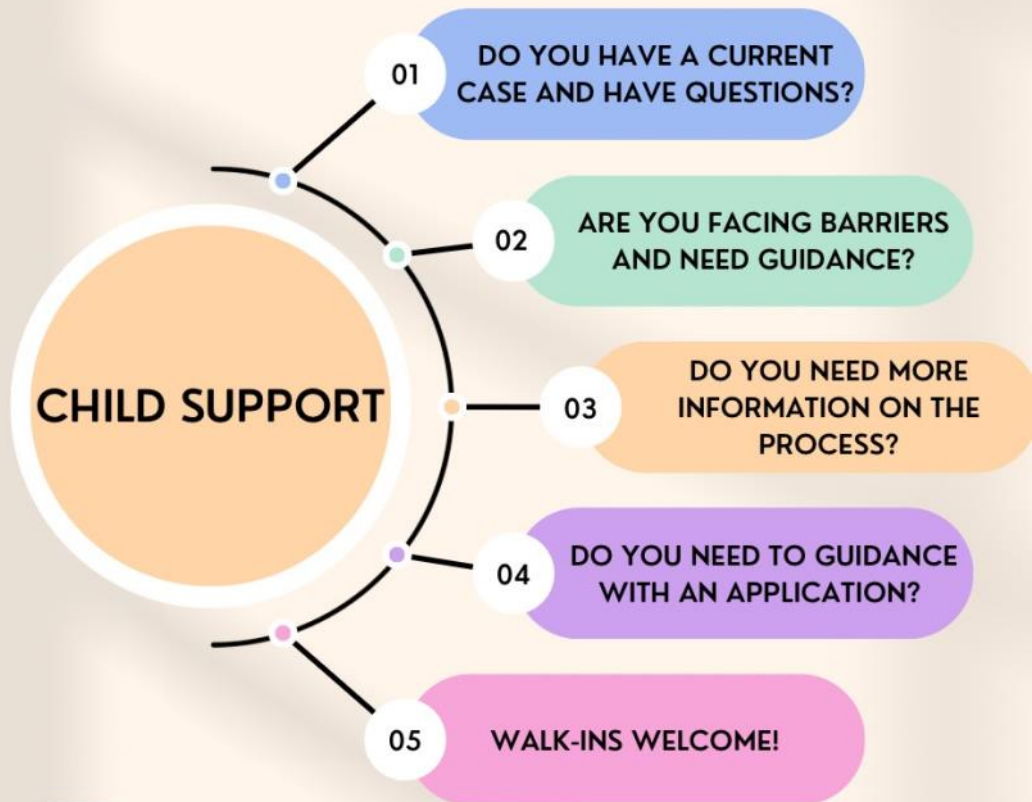 01
DO YOU HAVE A CURRENT
CASE AND HAVE QUESTIONS?
02
ARE YOU FACING BARRIERS
AND NEED GUIDANCE?
CHILD SUPPORT
03
DO YOU NEED MORE
INFORMATION ON THE
PROCESS?
04
DO YOU NEED TO GUIDANCE
WITH AN APPLICATION?
05
WALK-INS WELCOME!